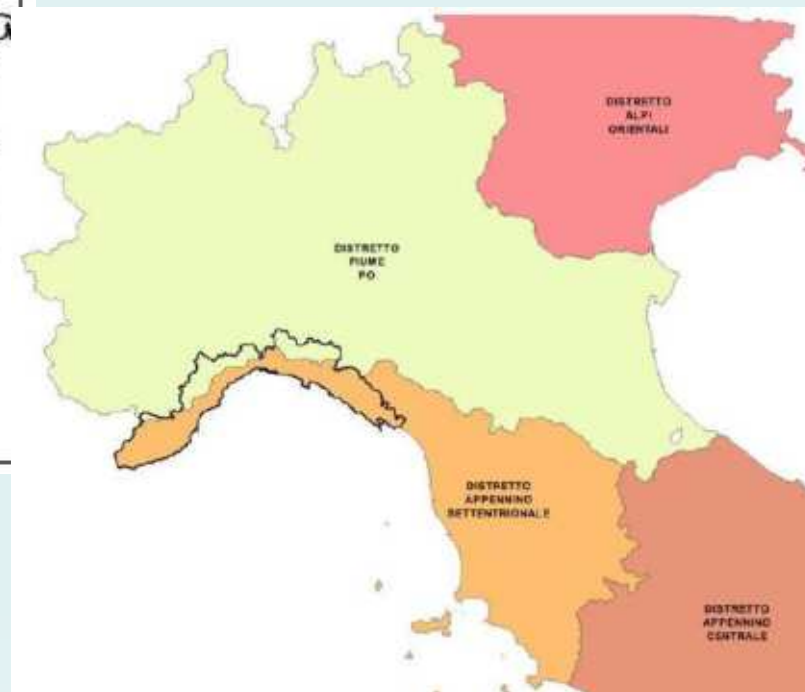 DISTRETTO
ALPI
ORIENTALI
DISTRETTO
FIUME
PO
DISTRETTO
APPENNINO
SETTENTRIONALE
DISTRETTO
APPENNINO
CENTRALE